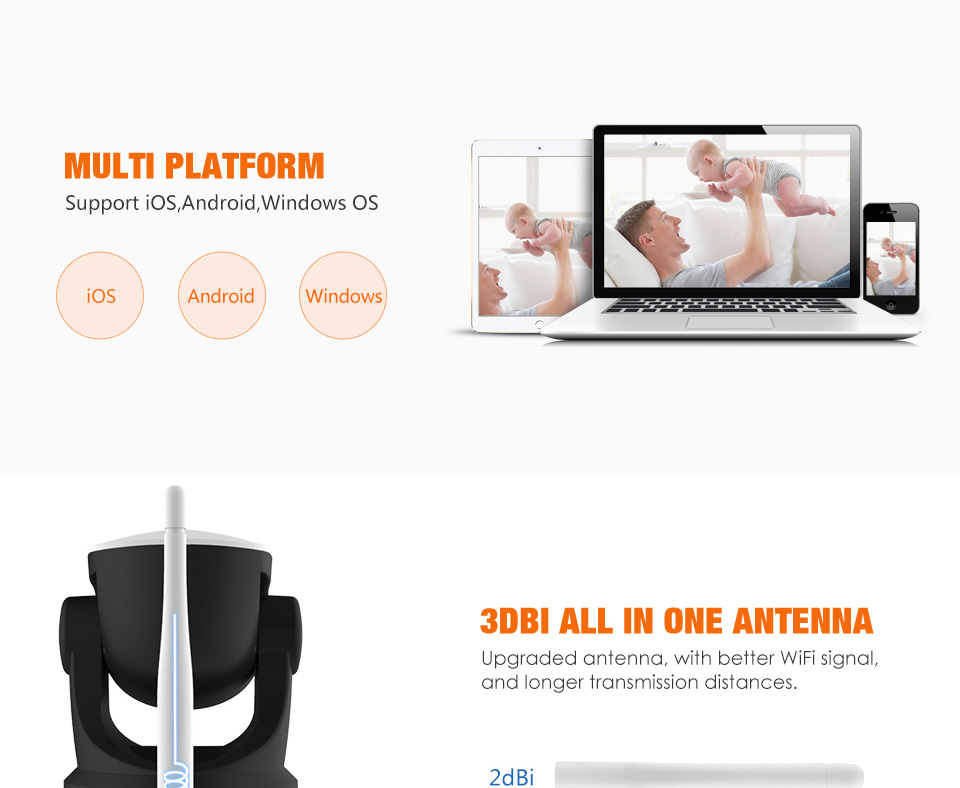 MULTI PLATFORM
Support iOS,Android,Windows OS
iOS
Android
Windows
3DBI ALL IN ONE ANTENNA
Upgraded antenna, with better WiFi signal,
and longer transmission distances.
2dBi